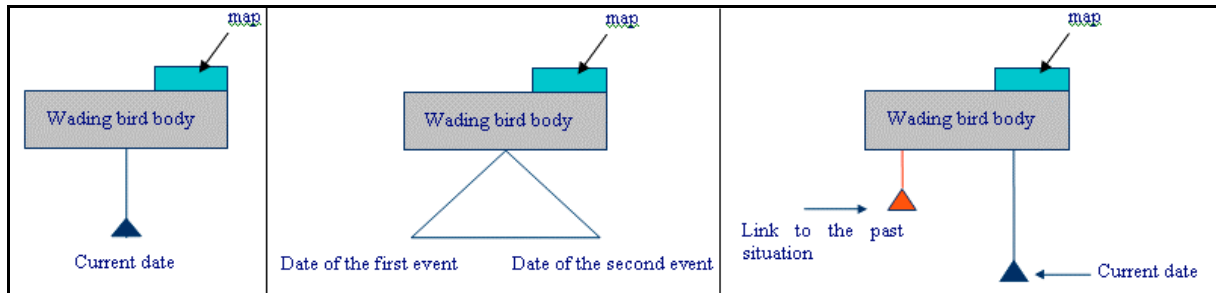 map
Wading bird body
Current date
map
Wading bird body
Date of the first event
Date of the second event
map
Wading bird body
Link to the past
situation
Current date